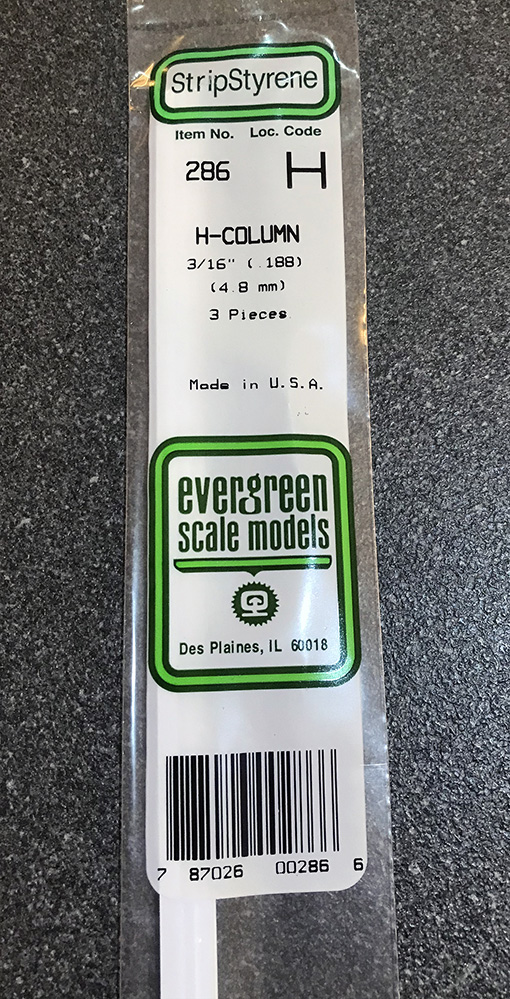 StripStyrene
Item No. Loc. Code
286 H
H-COLUMN
3/16" (.188)
(4.8 mm)
3 Pieces
Made in U.S.A.
evergreen
scale models
Des Plaines, IL 60018
7 87026 00286 6